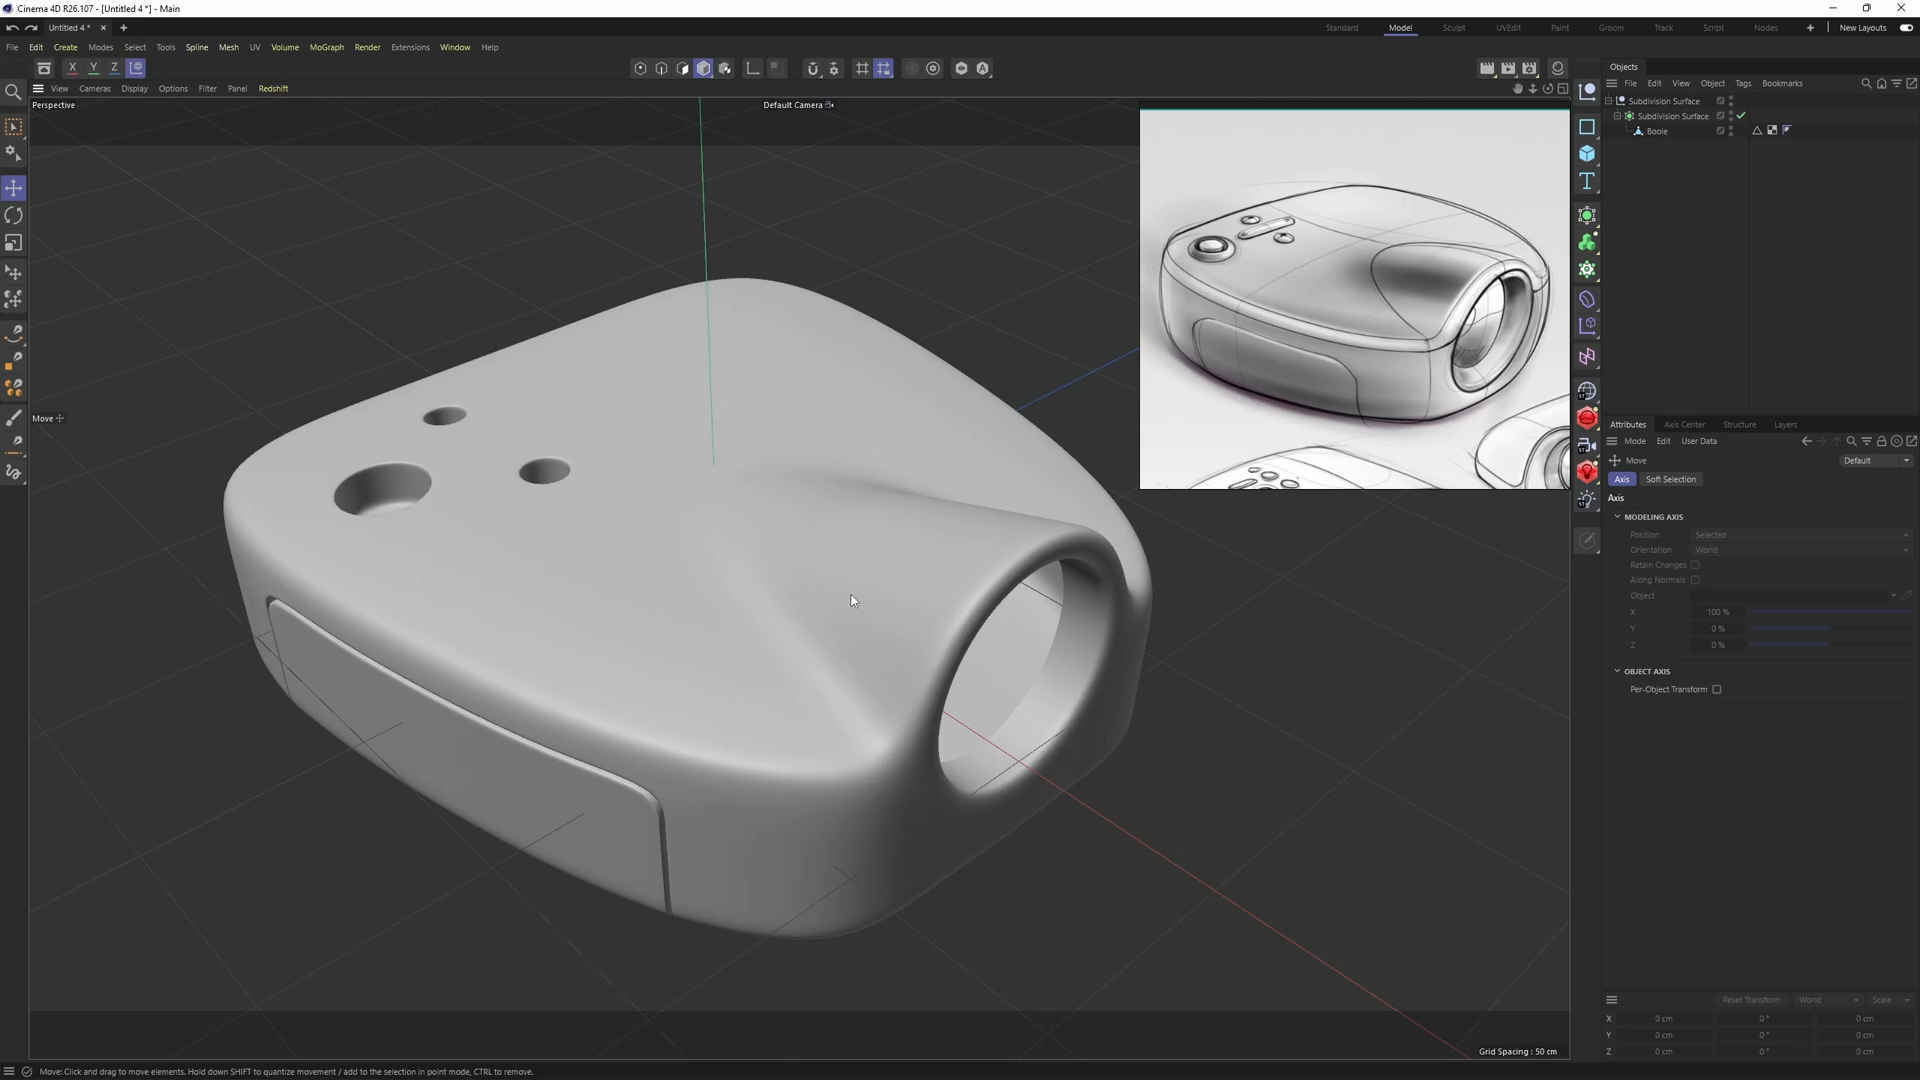 Cinema 4D R26.107 - [Untitled 4 *] - Main
Untitled 4 *
Standard Model Sculpt UVEdit Paint Groom Track Script Nodes New Layouts
File Edit Create Modes Select Tools Spline Mesh UV Volume MoGraph Render Extensions Window Help
X Y Z
View Cameras Display Options Filter Panel Redshift
Perspective
Default Camera
Move
Grid Spacing : 50 cm
Objects
File Edit View Object Tags Bookmarks
Subdivision Surface
Subdivision Surface
Boole
Attributes Axis Center Structure Layers
Mode Edit User Data
Move
Default
Axis Soft Selection
Axis
MODELING AXIS
Position Selected
Orientation World
Retain Changes
Along Normals
Object
X 100 %
Y 0 %
Z 0 %
OBJECT AXIS
Per-Object Transform
Reset Transform World Scale
X 0 cm 0 ° 0 cm
Y 0 cm 0 ° 0 cm
Z 0 cm 0 ° 0 cm
Move: Click and drag to move elements. Hold down SHIFT to quantize movement / add to the selection in point mode, CTRL to remove.